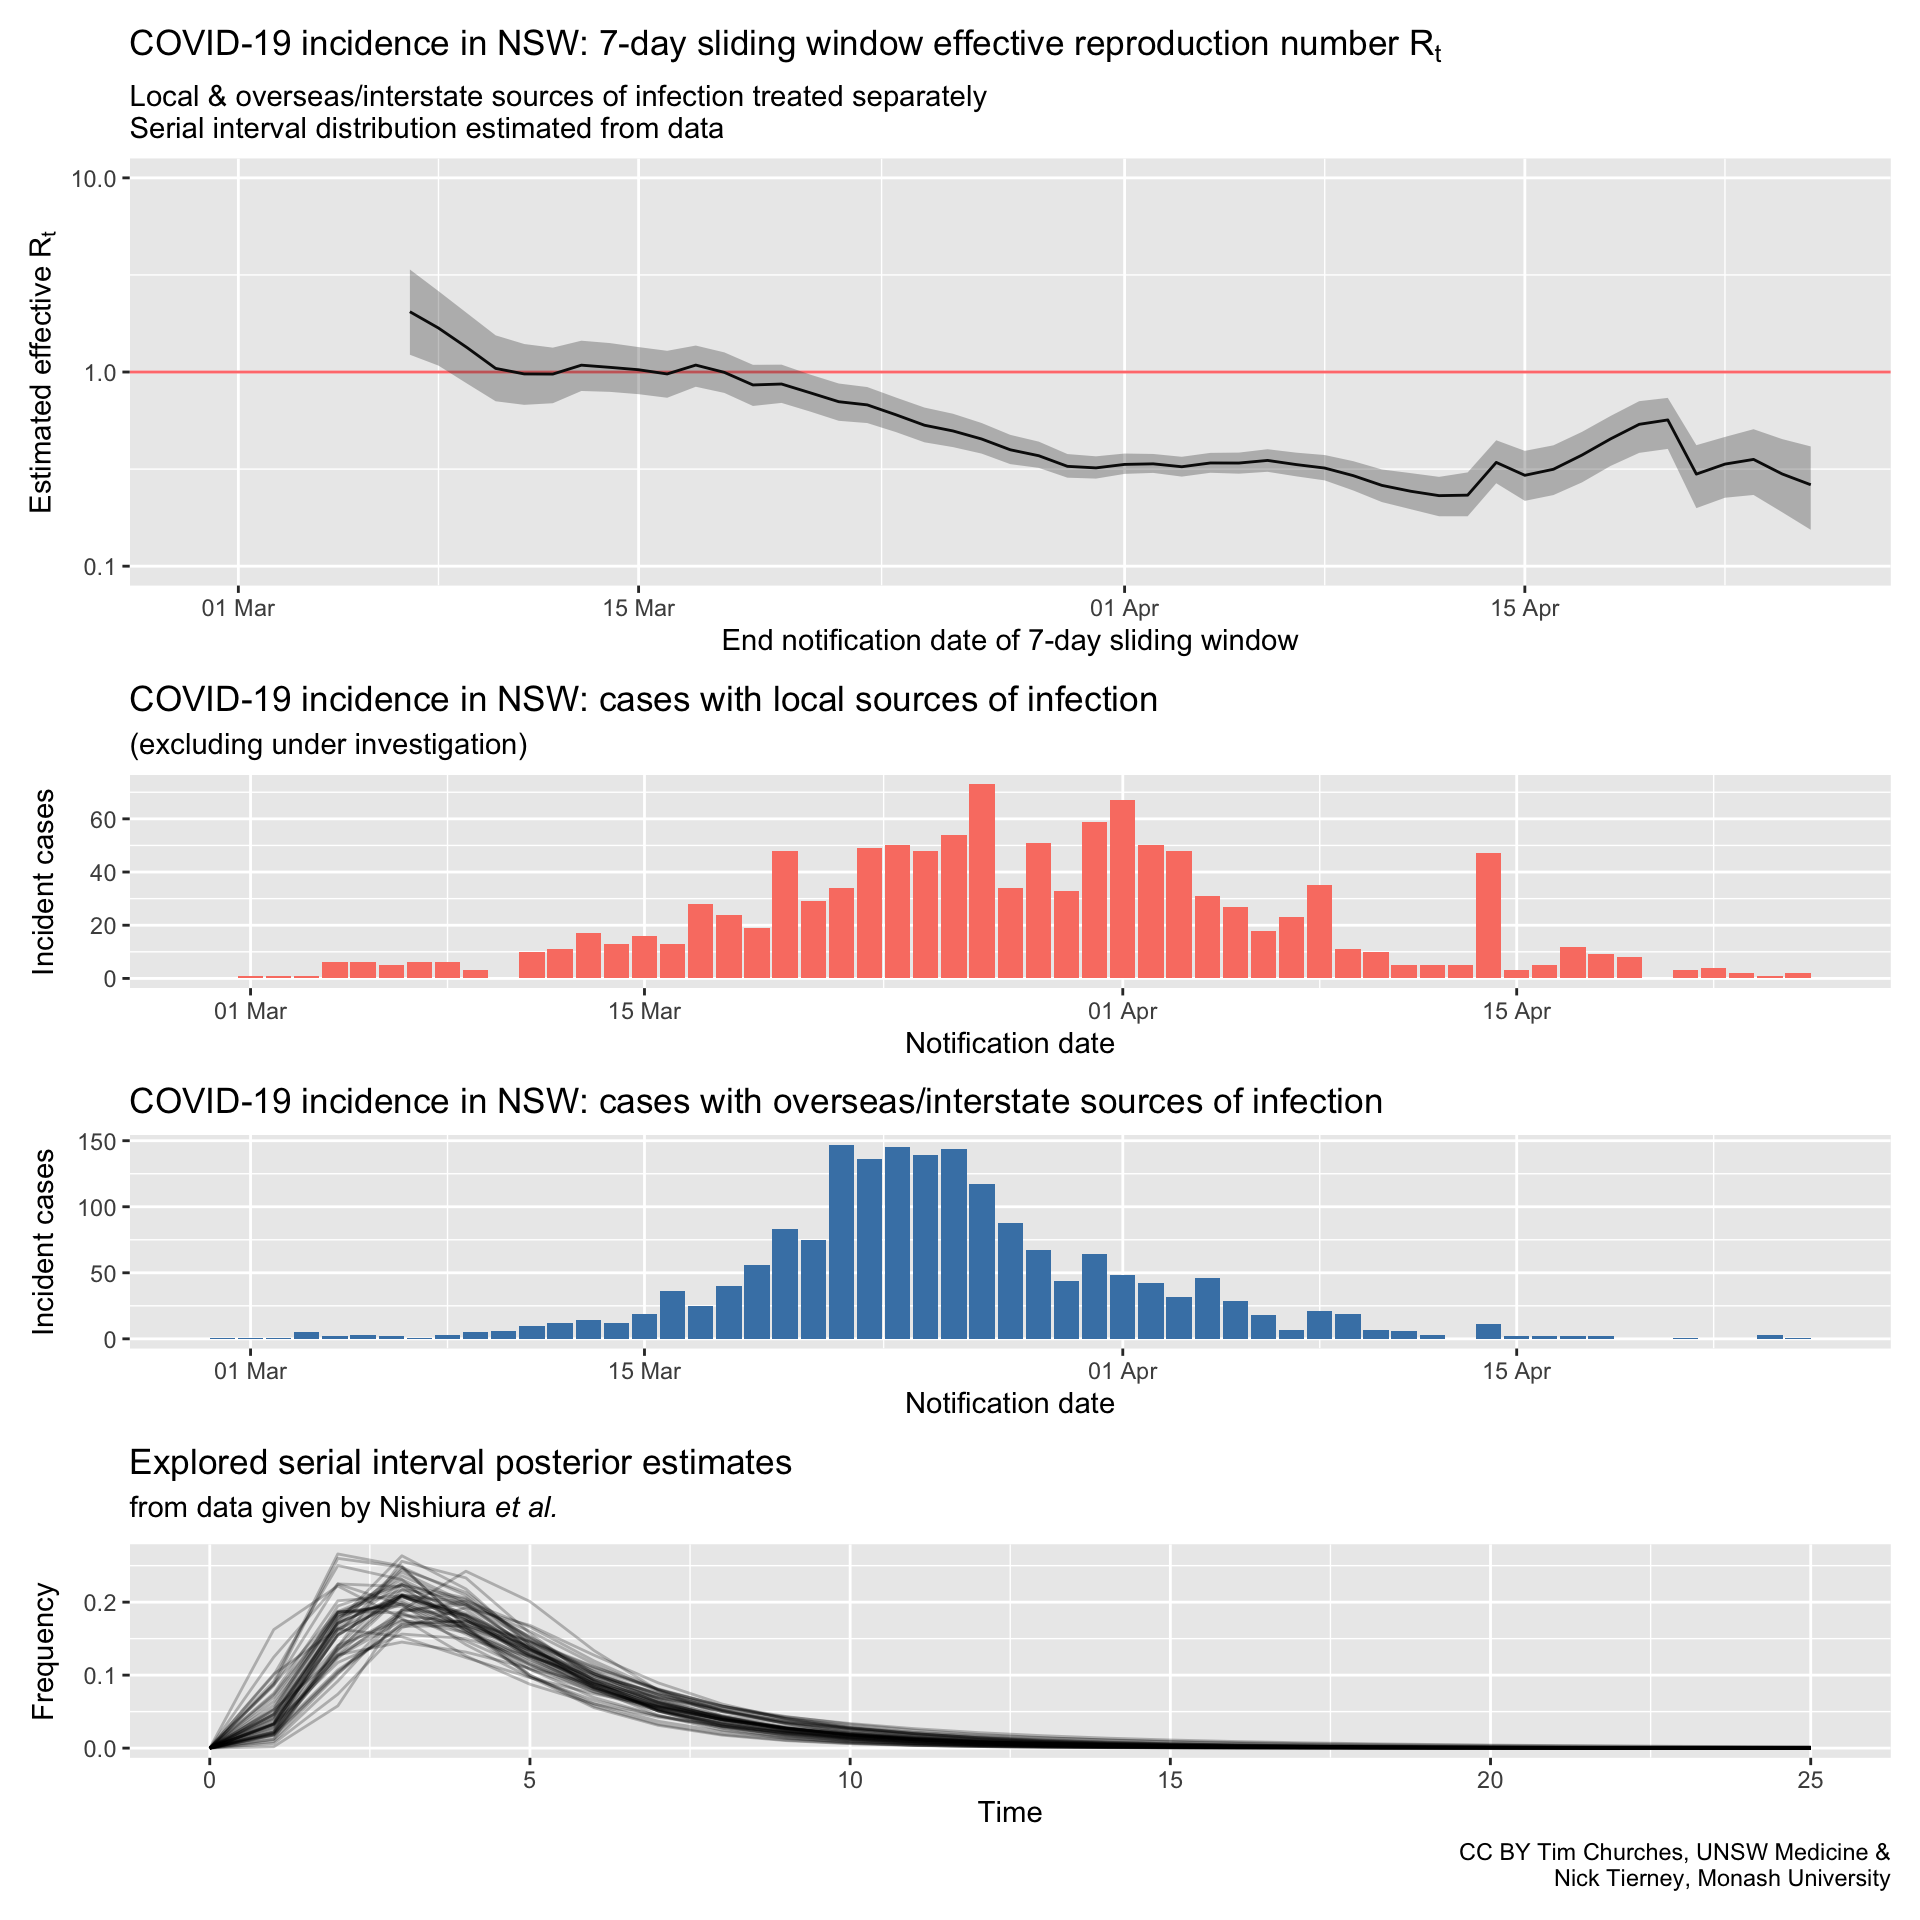 COVID-19 incidence in NSW: 7-day sliding window effective reproduction number Rt
Local & overseas/interstate sources of infection treated separately
Serial interval distribution estimated from data
Estimated effective Rt
10.0
1.0
0.1
01 Mar 15 Mar 01 Apr 15 Apr
End notification date of 7-day sliding window
COVID-19 incidence in NSW: cases with local sources of infection
(excluding under investigation)
Incident cases
60
40
20
0
01 Mar 15 Mar 01 Apr 15 Apr
Notification date
COVID-19 incidence in NSW: cases with overseas/interstate sources of infection
Incident cases
150
100
50
0
01 Mar 15 Mar 01 Apr 15 Apr
Notification date
Explored serial interval posterior estimates
from data given by Nishiura et al.
Frequency
0.2
0.1
0.0
0 5 10 15 20 25
Time
CC BY Tim Churches, UNSW Medicine &
Nick Tierney, Monash University